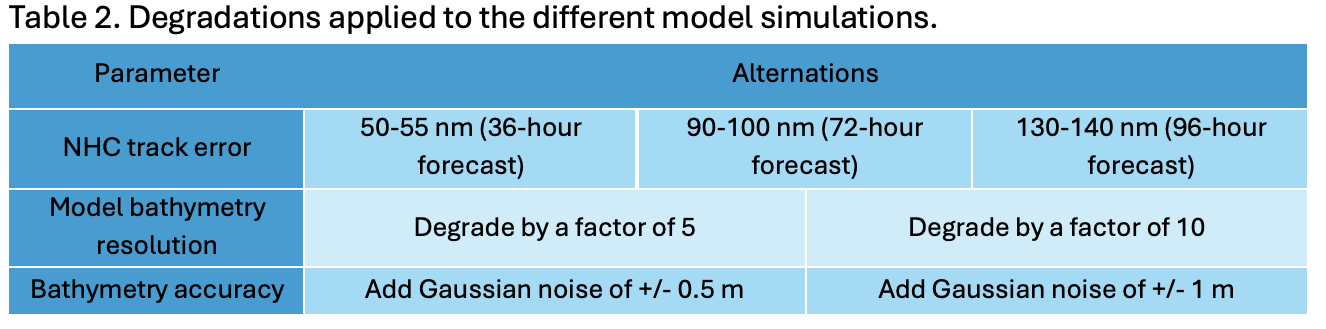 Table 2. Degradations applied to the different model simulations.
Parameter
Alternations
NHC track error
50-55 nm (36-hour
forecast)
90-100 nm (72-hour
forecast)
130-140 nm (96-hour
forecast)
Model bathymetry
resolution
Degrade by a factor of 5
Degrade by a factor of 10
Bathymetry accuracy
Add Gaussian noise of +/- 0.5 m
Add Gaussian noise of +/- 1 m